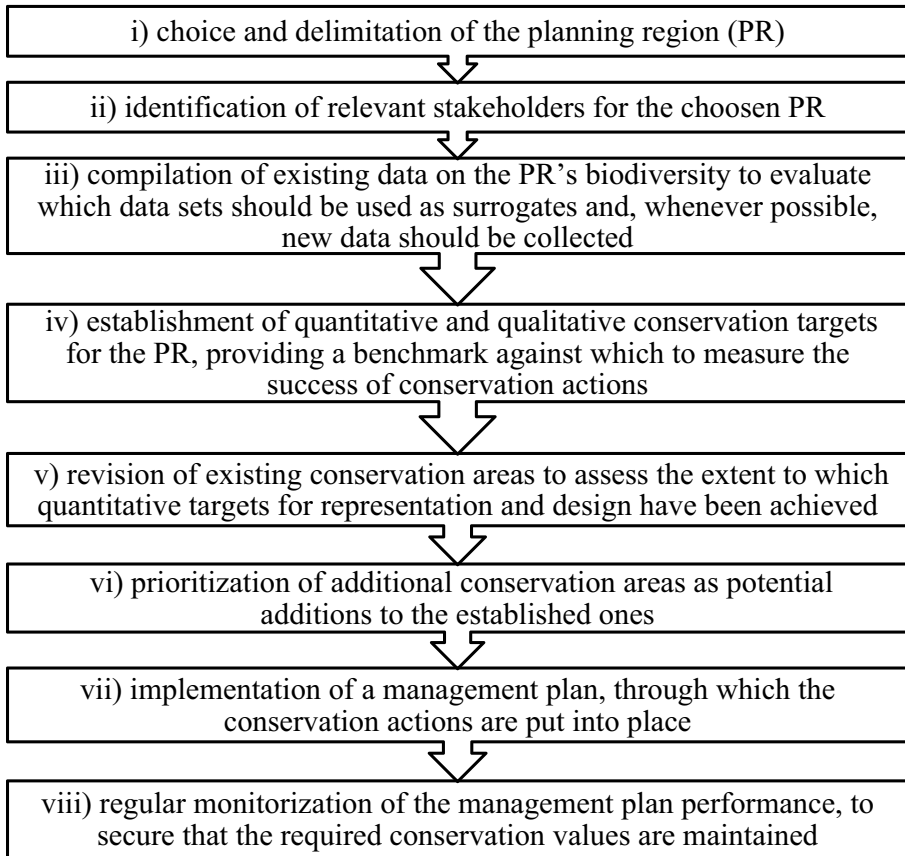 i) choice and delimitation of the planning region (PR)
ii) identification of relevant stakeholders for the choosen PR
iii) compilation of existing data on the PR's biodiversity to evaluate
which data sets should be used as surrogates and, whenever possible,
new data should be collected
iv) establishment of quantitative and qualitative conservation targets
for the PR, providing a benchmark against which to measure the
success of conservation actions
v) revision of existing conservation areas to assess the extent to which
quantitative targets for representation and design have been achieved
vi) prioritization of additional conservation areas as potential
additions to the established ones
vii) implementation of a management plan, through which the
conservation actions are put into place
viii) regular monitorization of the management plan performance, to
secure that the required conservation values are maintained